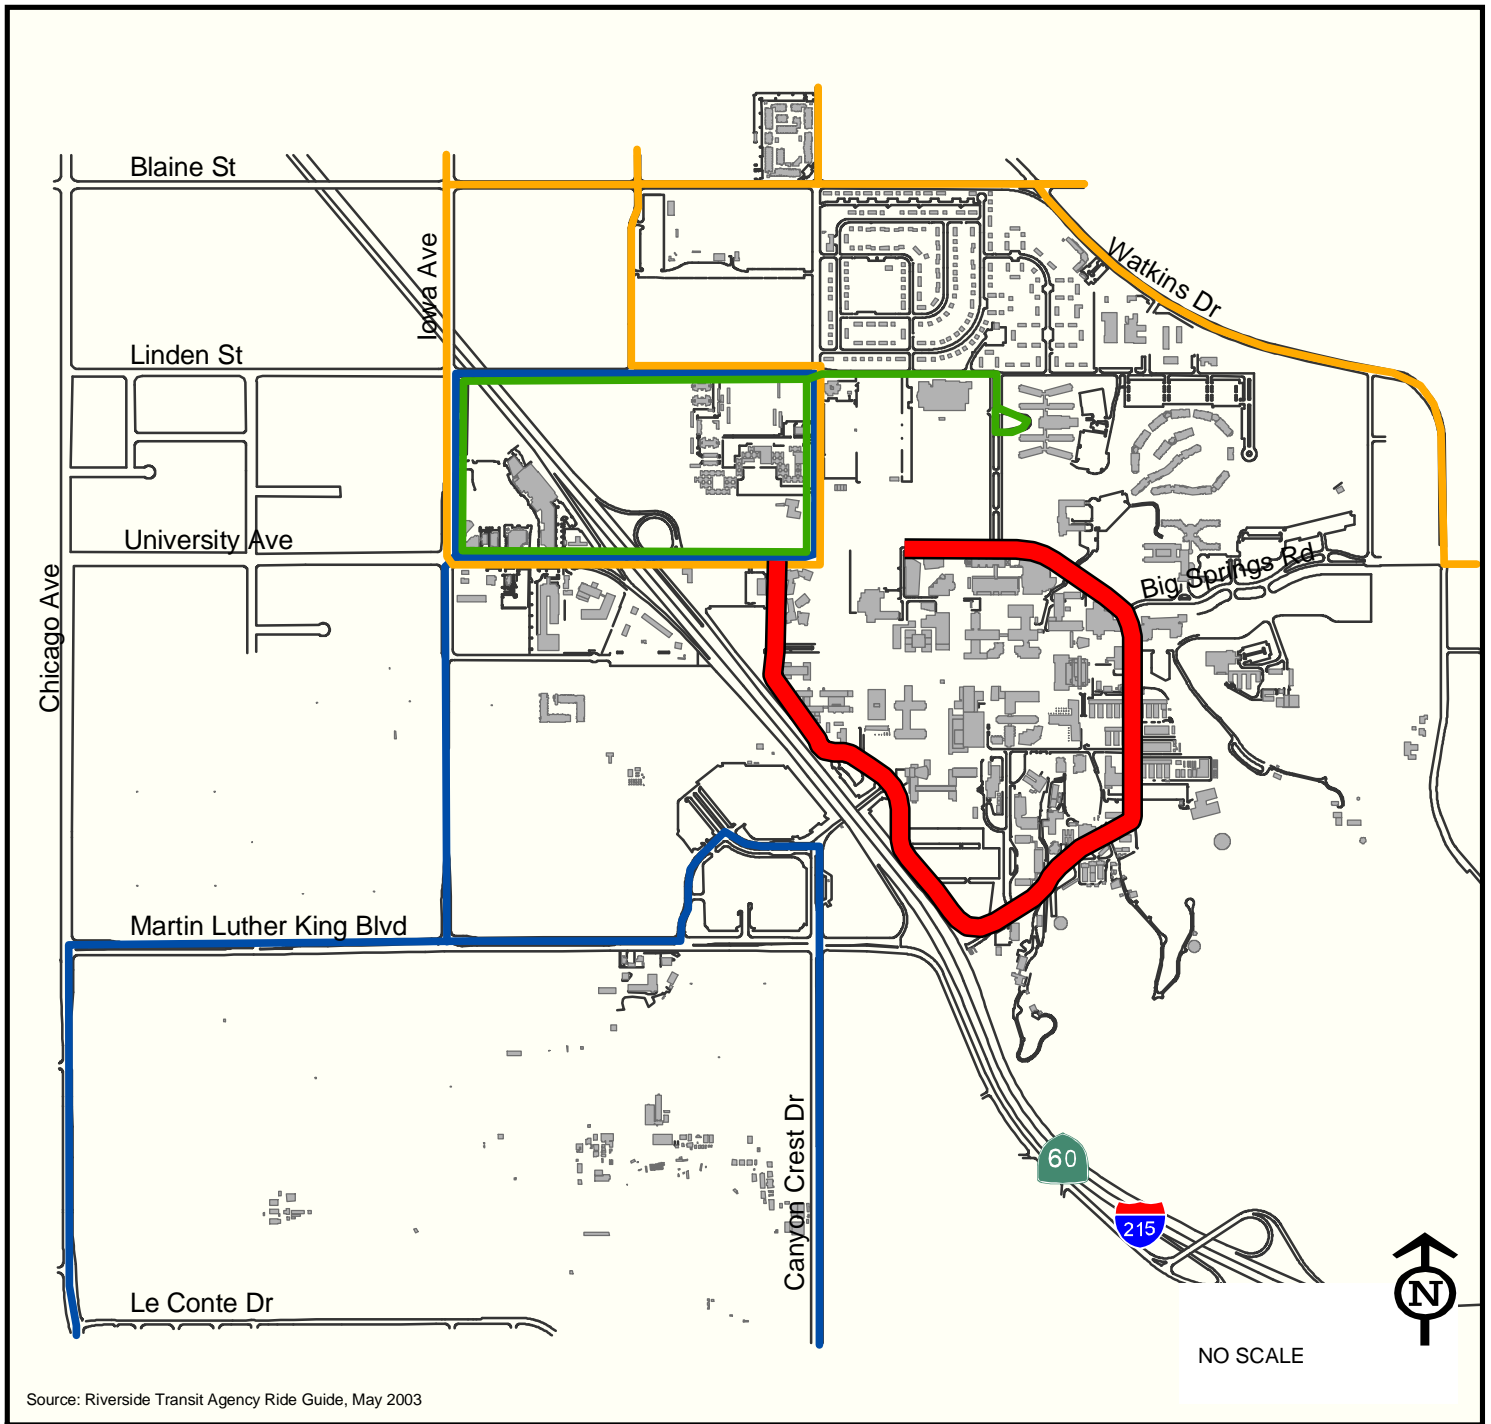 Blaine St
Iowa Ave
Watkins Dr
Linden St
University Ave
Big Springs Rd
Chicago Ave
Martin Luther King Blvd
Canyon Crest Dr
60
215
Le Conte Dr
N
NO SCALE
Source: Riverside Transit Agency Ride Guide, May 2003